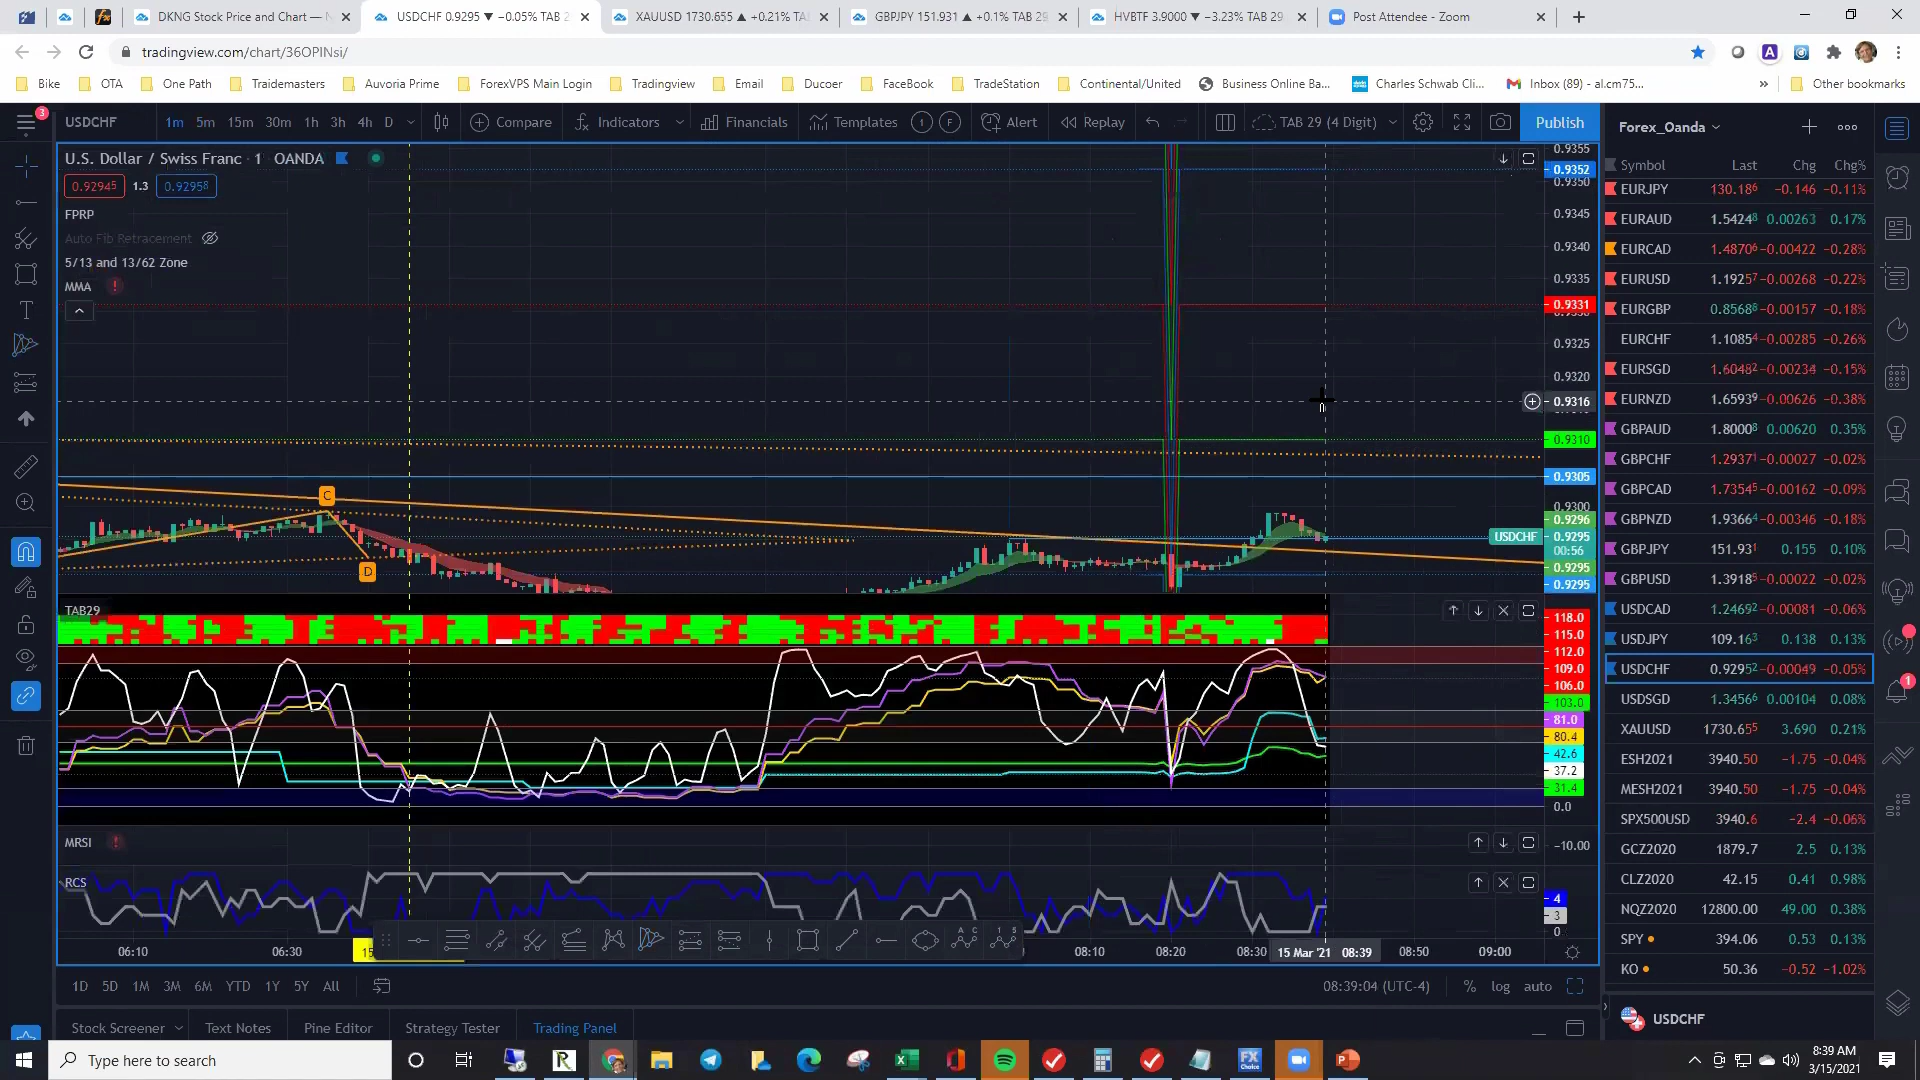 DKNG Stock Price and Chart — N
USDCHF 0.9295 ▼ −0.05% TAB 2
XAUUSD 1730.655 ▲ +0.21% TA
GBPJPY 151.931 ▲ +0.1% TAB 29
HVBTF 3.9000 ▼ −3.23% TAB 29
Post Attendee - Zoom
tradingview.com/chart/36OPINsi/
Bike OTA One Path Traidemasters Auvoria Prime ForexVPS Main Login Tradingview Email Ducoer FaceBook TradeStation Continental/United Business Online Ba... Charles Schwab Cli... Inbox (89) - al.cm75... » Other bookmarks
3
USDCHF 1m 5m 15m 30m 1h 3h 4h D Compare Indicators Financials Templates Alert Replay TAB 29 (4 Digit) Publish
U.S. Dollar / Swiss Franc · 1 · OANDA
0.92945 1.3 0.92958
FPRP
Auto Fib Retracement
5/13 and 13/62 Zone
MMA !
C
D
0.9355
0.9352
0.9350
0.9345
0.9340
0.9335
0.9331
0.9325
0.9320
0.9316
0.9310
0.9305
0.9300
0.9296
USDCHF 0.9295
00:56
0.9295
0.9295
TAB29
118.0
115.0
112.0
109.0
106.0
103.0
81.0
80.4
42.6
37.2
31.4
0.0
MRSI !
−10.00
RCS
4
3
0
06:10 06:30 15 08:10 08:20 08:30 15 Mar '21 08:39 08:50 09:00
1D 5D 1M 3M 6M YTD 1Y 5Y All 08:39:04 (UTC-4) % log auto
Stock Screener Text Notes Pine Editor Strategy Tester Trading Panel
Forex_Oanda
Symbol Last Chg Chg%
EURJPY 130.186 −0.146 −0.11%
EURAUD 1.54248 0.00263 0.17%
EURCAD 1.48706 −0.00422 −0.28%
EURUSD 1.19257 −0.00268 −0.22%
EURGBP 0.85686 −0.00157 −0.18%
EURCHF 1.10854 −0.00285 −0.26%
EURSGD 1.60482 −0.00234 −0.15%
EURNZD 1.65939 −0.00626 −0.38%
GBPAUD 1.80008 0.00620 0.35%
GBPCHF 1.29371 −0.00027 −0.02%
GBPCAD 1.73545 −0.00162 −0.09%
GBPNZD 1.93664 −0.00346 −0.18%
GBPJPY 151.931 0.155 0.10%
GBPUSD 1.39185 −0.00022 −0.02%
USDCAD 1.24692 −0.00081 −0.06%
USDJPY 109.163 0.138 0.13%
USDCHF 0.92952 −0.00049 −0.05%
USDSGD 1.34566 0.00104 0.08%
XAUUSD 1730.655 3.690 0.21%
ESH2021 3940.50 −1.75 −0.04%
MESH2021 3940.50 −1.75 −0.04%
SPX500USD 3940.6 −2.4 −0.06%
GCZ2020 1879.7 2.5 0.13%
CLZ2020 42.15 0.41 0.98%
NQZ2020 12800.00 49.00 0.38%
SPY 394.06 0.53 0.13%
KO 50.36 −0.52 −1.02%
USDCHF
1
Type here to search
8:39 AM
3/15/2021